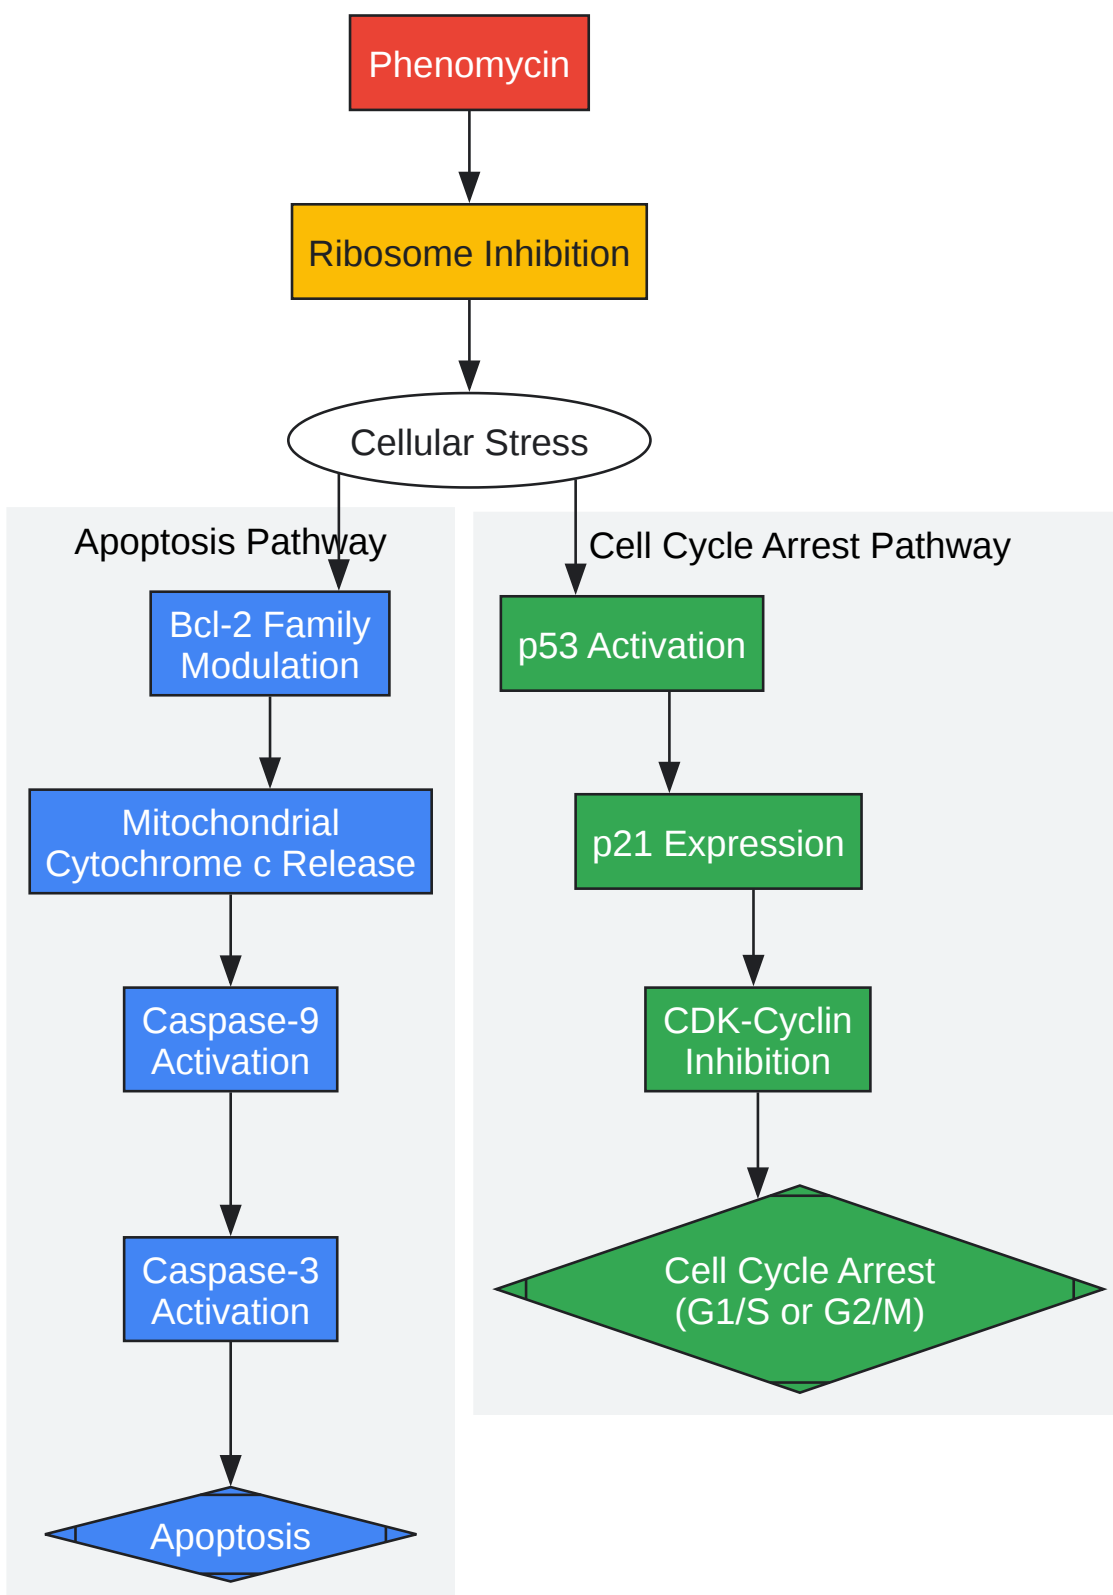 Phenomycin
Ribosome Inhibition
Cellular Stress
Apoptosis Pathway
Bcl-2 Family
Modulation
Mitochondrial
Cytochrome c Release
Caspase-9
Activation
Caspase-3
Activation
Apoptosis
Cell Cycle Arrest Pathway
p53 Activation
p21 Expression
CDK-Cyclin
Inhibition
Cell Cycle Arrest
(G1/S or G2/M)